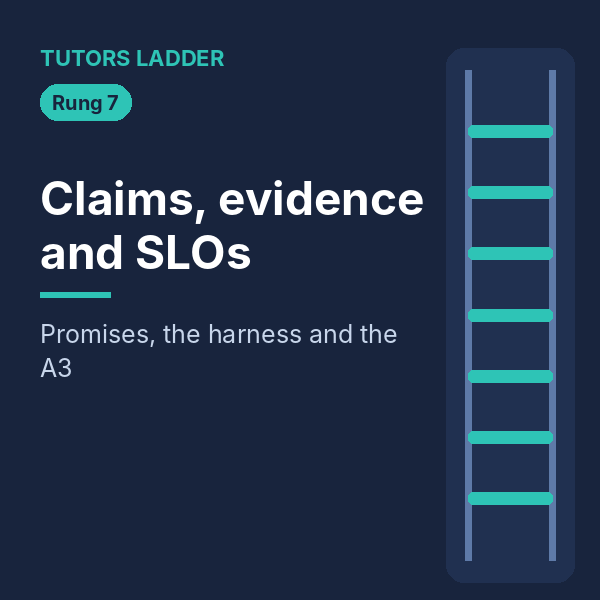 TUTORS LADDER
Rung 7
Claims, evidence
and SLOs
Promises, the harness and the
A3